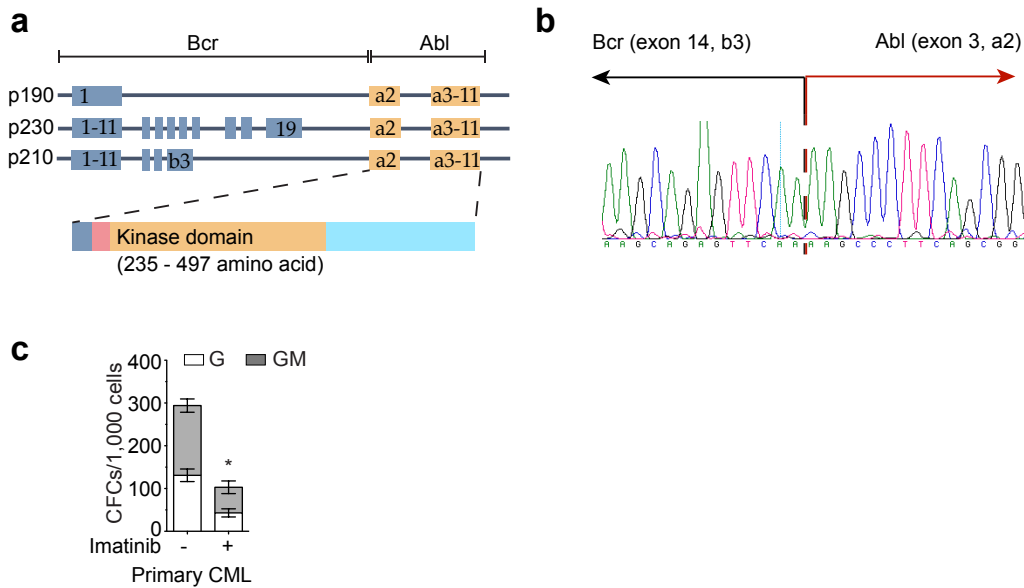 a
Bcr Abl
p190 1 a2 a3-11
p230 1-11 19 a2 a3-11
p210 1-11 b3 a2 a3-11
Kinase domain
(235 - 497 amino acid)
b
Bcr (exon 14, b3) Abl (exon 3, a2)
A A G C A G A G T T C A A A A G C C C T T C A G C G G
c
G GM
CFCs/1,000 cells
400
300
200
100
0
*
Imatinib - +
Primary CML